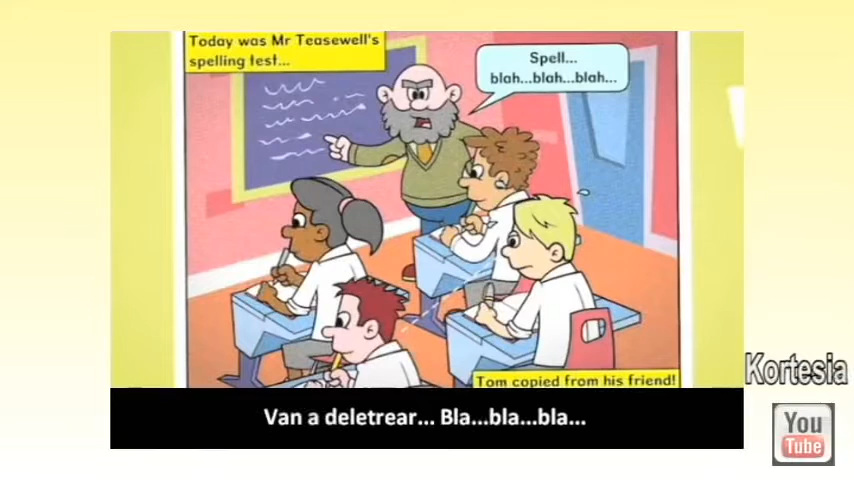 Today was Mr Teasewell's
spelling test...
Spell...
blah...blah...blah...
Tom copied from his friend!
Kortesia
You
Tube
Van a deletrear... Bla...bla...bla...